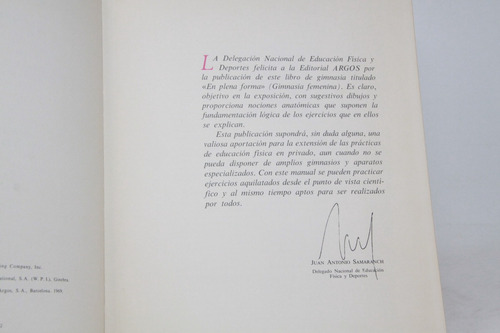 LA Delegación Nacional de Educación Física y
Deportes felicita a la Editorial ARGOS por
la publicación de este libro de gimnasia titulado
«En plena forma» (Gimnasia femenina). Es claro,
objetivo en la exposición, con sugestivos dibujos y
proporciona nociones anatómicas que suponen la
fundamentación lógica de los ejercicios que en ellos
se explican.
Esta publicación supondrá, sin duda alguna, una
valiosa aportación para la extensión de las prácticas
de educación física en privado, aun cuando no se
pueda disponer de amplios gimnasios y aparatos
especializados. Con este manual se pueden practicar
ejercicios aquilatados desde el punto de vista cientí-
fico y al mismo tiempo aptos para ser realizados
por todos.
JUAN ANTONIO SAMARANCH
Delegado Nacional de Educación
Física y Deportes
Company, Inc.
national, S.A. (W P I), Ginebra
Argos, S. A., Barcelona 1969